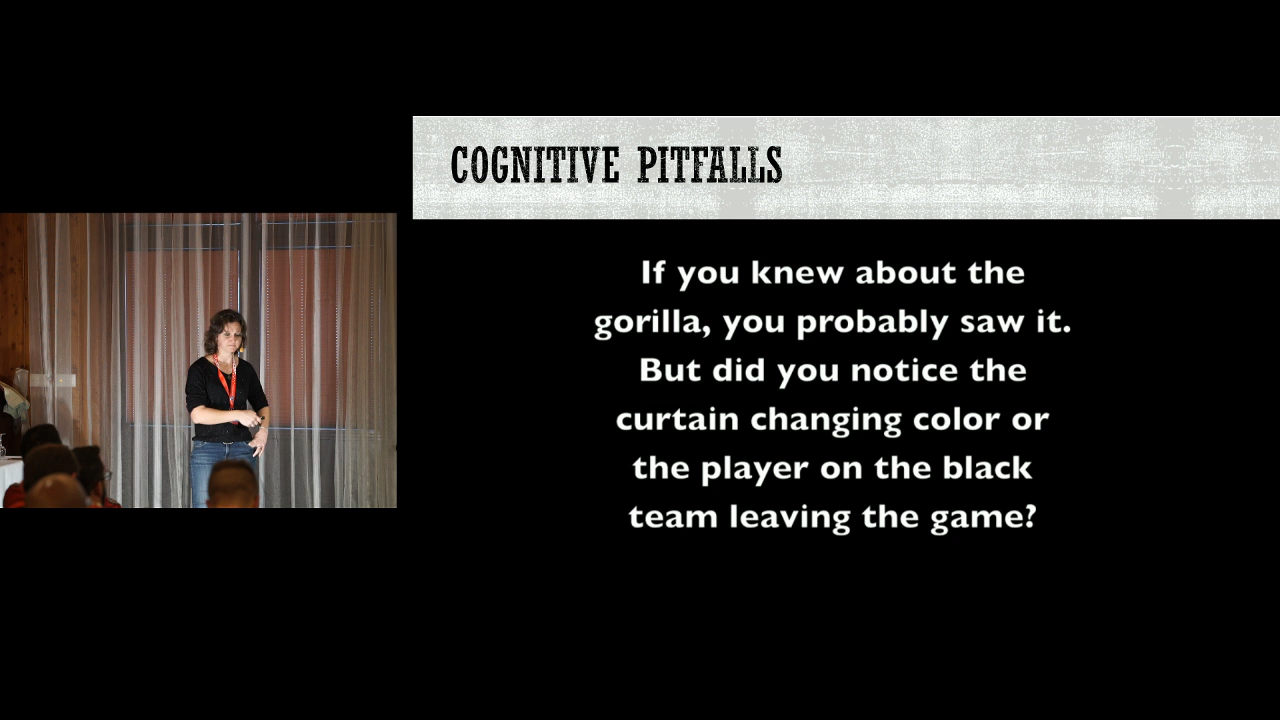 COGNITIVE PITFALLS
If you knew about the
gorilla, you probably saw it.
But did you notice the
curtain changing color or
the player on the black
team leaving the game?